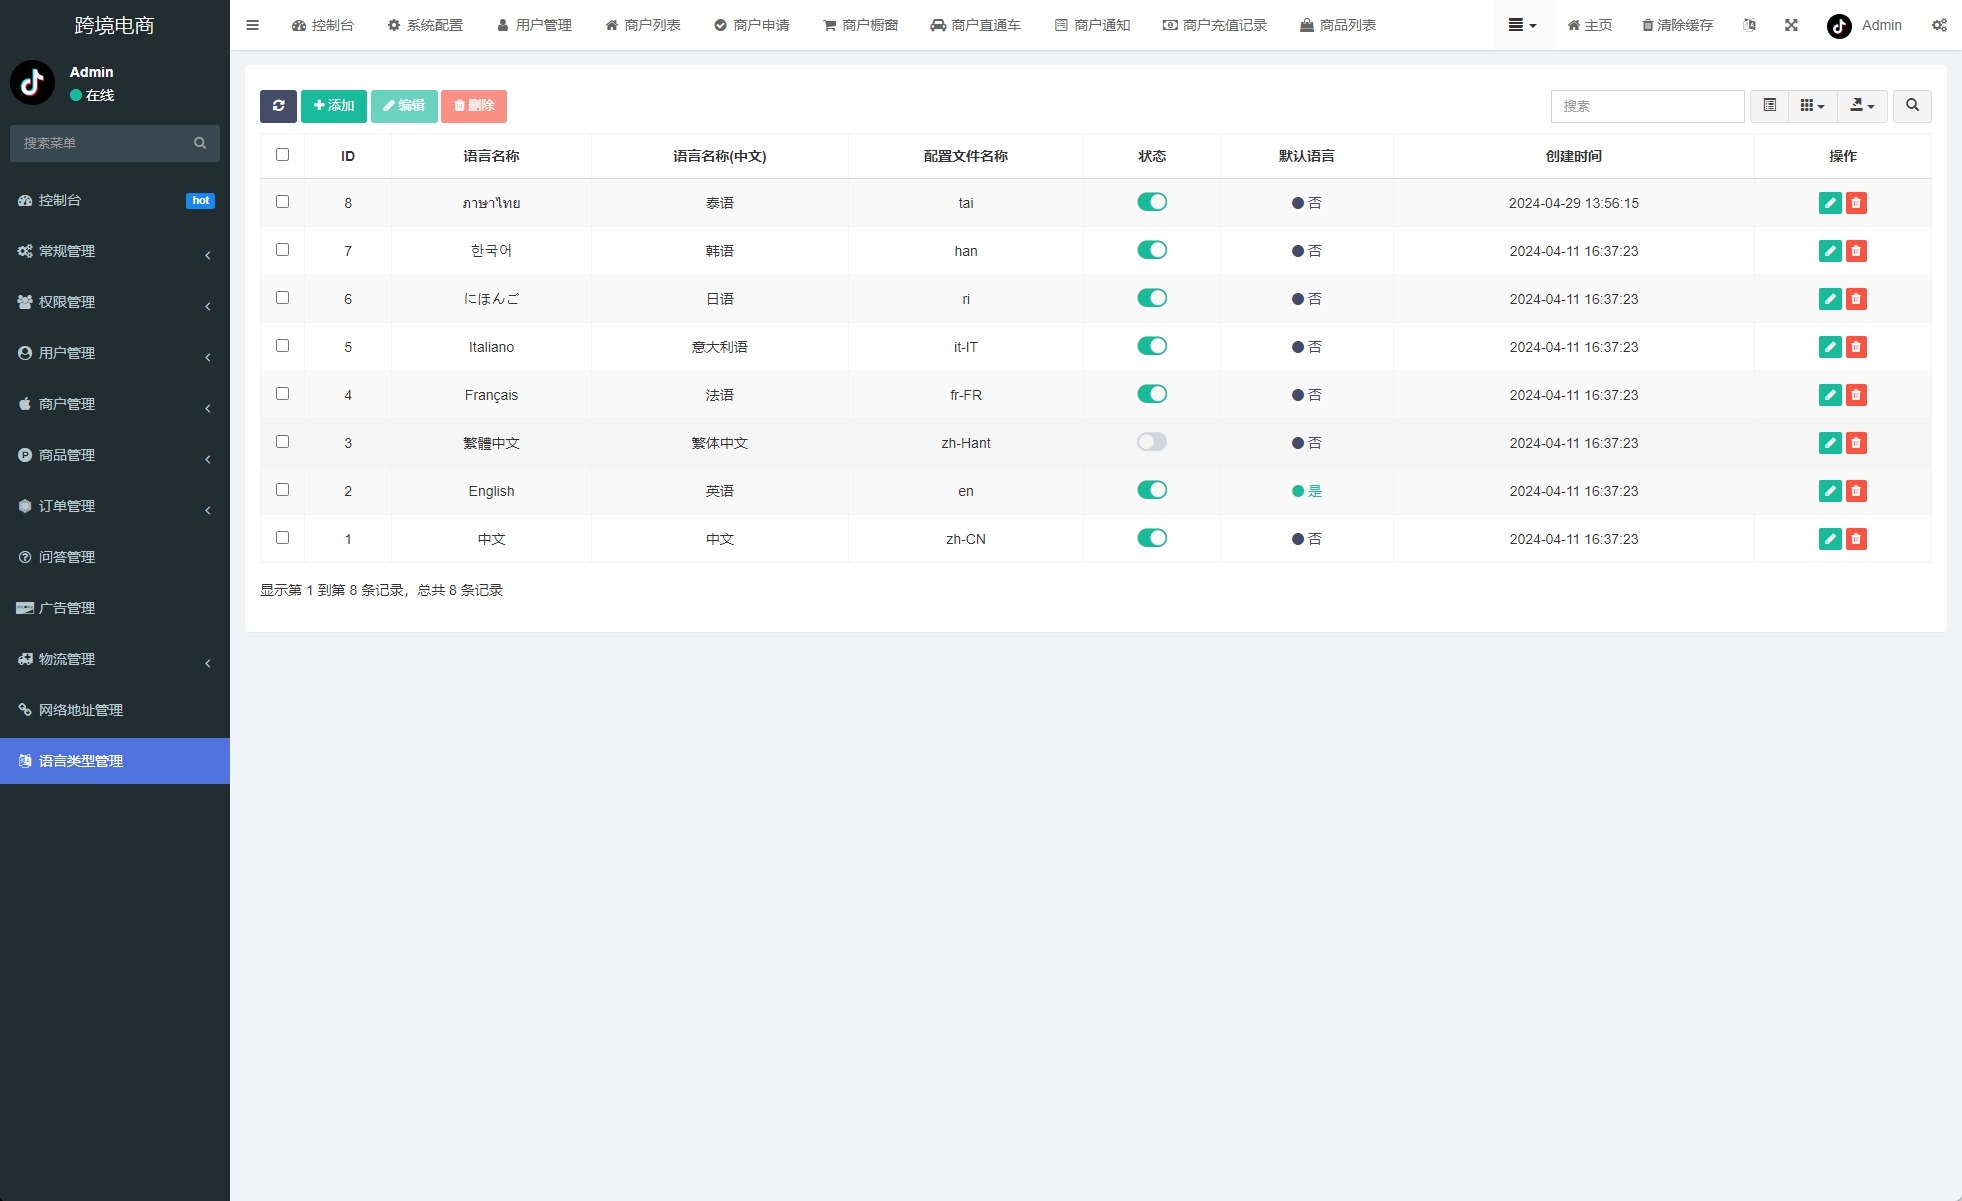 跨境电商
Admin
在线
搜索菜单
控制台 hot
常规管理
权限管理
用户管理
商户管理
商品管理
订单管理
问答管理
广告管理
物流管理
网络地址管理
语言类型管理
控制台 系统配置 用户管理 商户列表 商户申请 商户橱窗 商户直通车 商户通知 商户充值记录 商品列表 主页 清除缓存 Admin
添加 编辑 删除 搜索
ID 语言名称 语言名称(中文) 配置文件名称 状态 默认语言 创建时间 操作
8 ภาษาไทย 泰语 tai 否 2024-04-29 13:56:15
7 한국어 韩语 han 否 2024-04-11 16:37:23
6 にほんご 日语 ri 否 2024-04-11 16:37:23
5 Italiano 意大利语 it-IT 否 2024-04-11 16:37:23
4 Français 法语 fr-FR 否 2024-04-11 16:37:23
3 繁體中文 繁体中文 zh-Hant 否 2024-04-11 16:37:23
2 English 英语 en 是 2024-04-11 16:37:23
1 中文 中文 zh-CN 否 2024-04-11 16:37:23
显示第 1 到第 8 条记录，总共 8 条记录